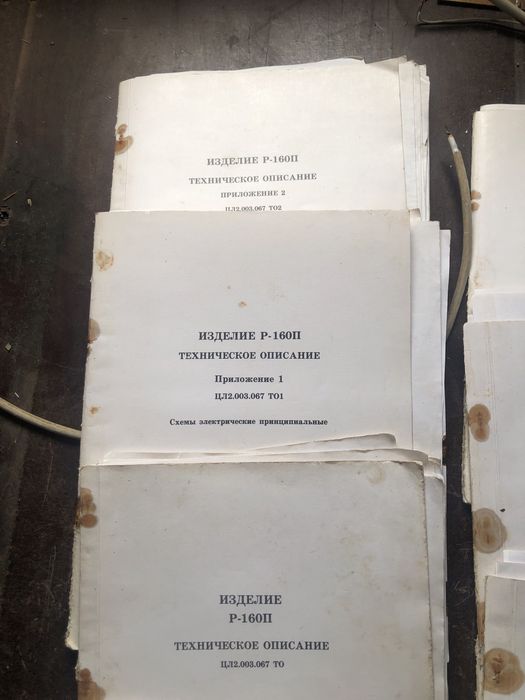 ИЗДЕЛИЕ Р-160П
ТЕХНИЧЕСКОЕ ОПИСАНИЕ
ПРИЛОЖЕНИЕ 2
ЦЛ2.003.067 ТО2
ИЗДЕЛИЕ Р-160П
ТЕХНИЧЕСКОЕ ОПИСАНИЕ
Приложение 1
ЦЛ2.003.067 ТО1
Схемы электрические принципиальные
ИЗДЕЛИЕ
Р-160П
ТЕХНИЧЕСКОЕ ОПИСАНИЕ
ЦЛ2.003.067 ТО